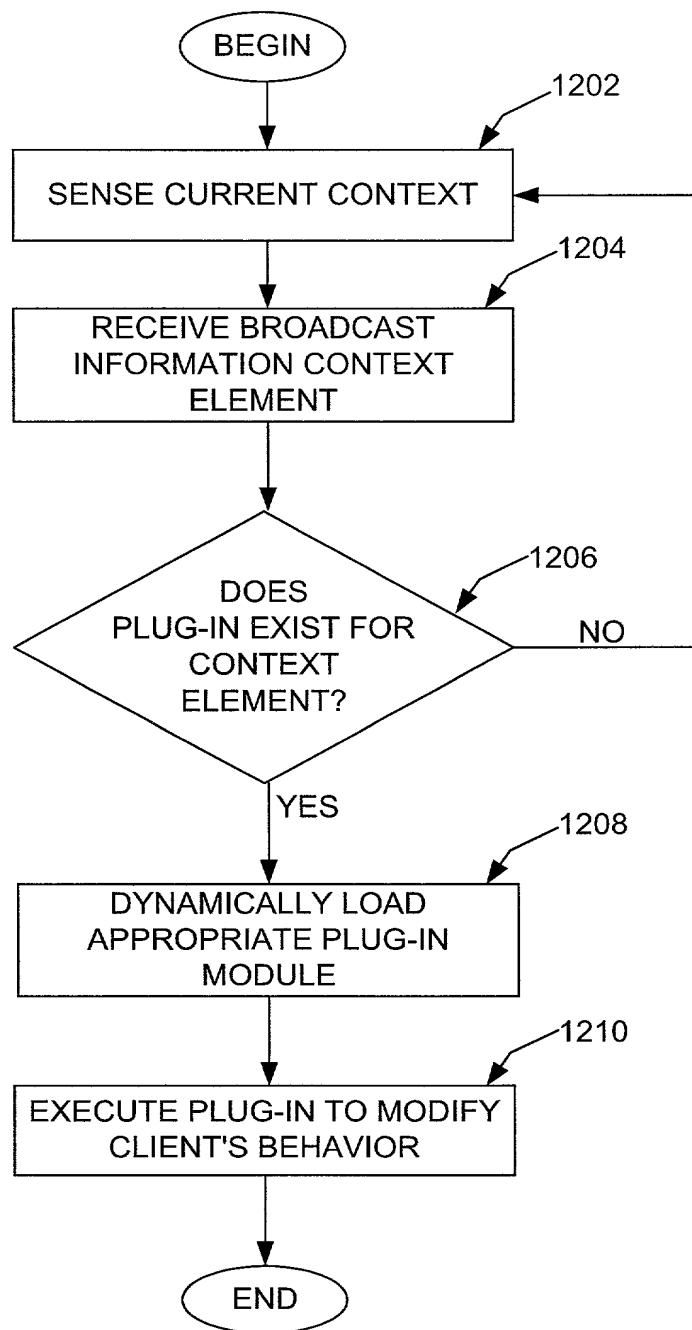 BEGIN
1202
SENSE CURRENT CONTEXT
1204
RECEIVE BROADCAST
INFORMATION CONTEXT
ELEMENT
1206
DOES
PLUG-IN EXIST FOR
CONTEXT
ELEMENT?
NO
YES
1208
DYNAMICALLY LOAD
APPROPRIATE PLUG-IN
MODULE
1210
EXECUTE PLUG-IN TO MODIFY
CLIENT'S BEHAVIOR
END